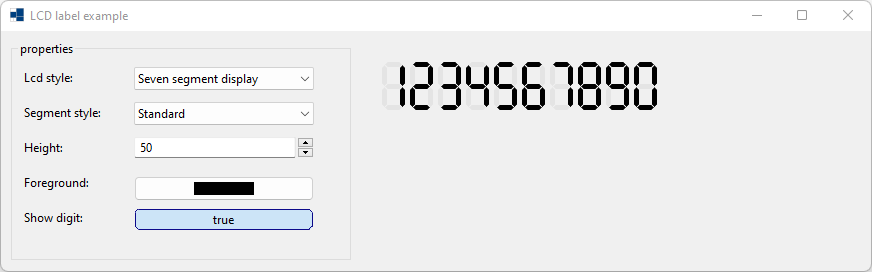 LCD label example
properties
Lcd style: Seven segment display
Segment style: Standard
Height: 50
Foreground:
Show digit: true
1234567890